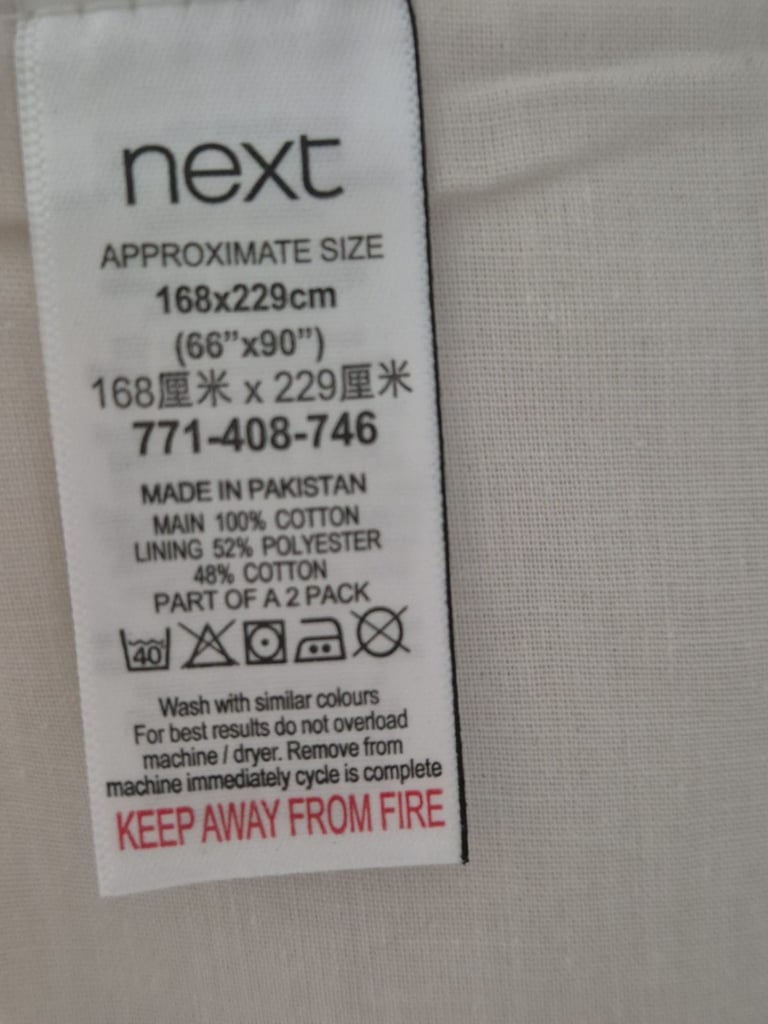 next
APPROXIMATE SIZE
168x229cm
(66”x90”)
168厘米 x 229厘米
771-408-746
MADE IN PAKISTAN
MAIN 100% COTTON
LINING 52% POLYESTER
48% COTTON
PART OF A 2 PACK
40
Wash with similar colours
For best results do not overload
machine / dryer. Remove from
machine immediately cycle is complete
KEEP AWAY FROM FIRE